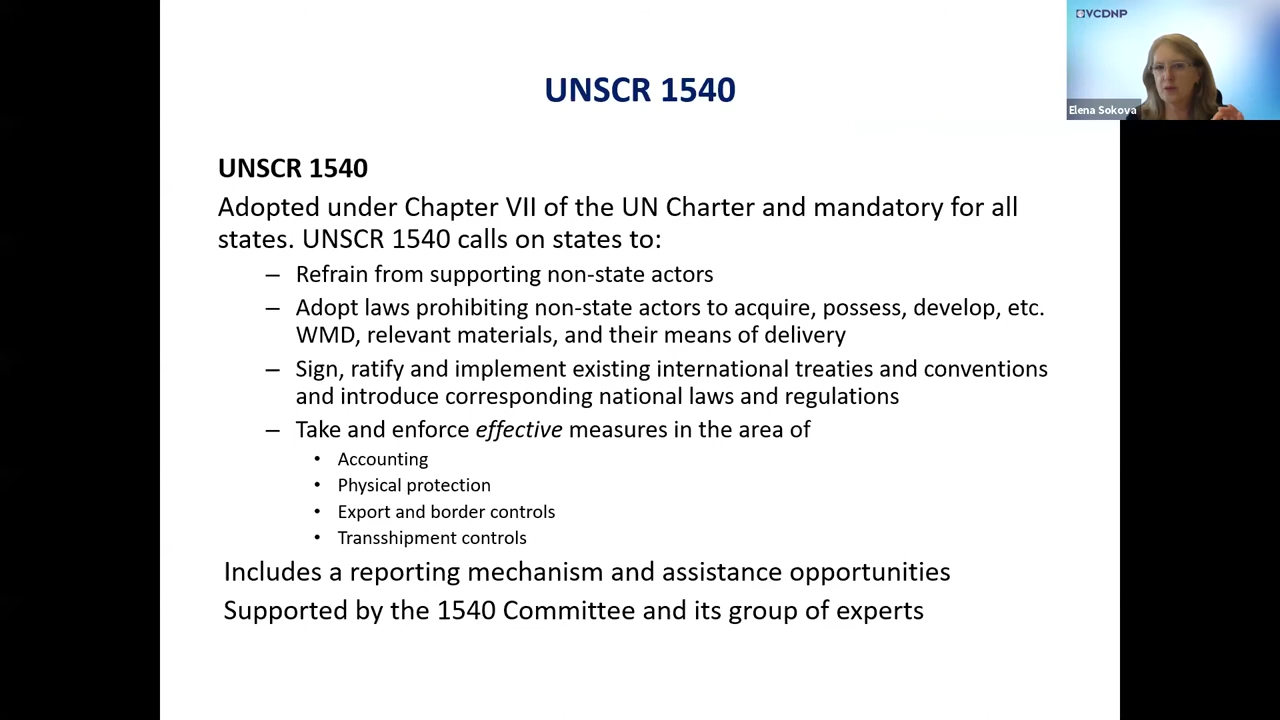 VCDNP
Elena Sokova
UNSCR 1540
UNSCR 1540
Adopted under Chapter VII of the UN Charter and mandatory for all
states. UNSCR 1540 calls on states to:
– Refrain from supporting non-state actors
– Adopt laws prohibiting non-state actors to acquire, possess, develop, etc.
WMD, relevant materials, and their means of delivery
– Sign, ratify and implement existing international treaties and conventions
and introduce corresponding national laws and regulations
– Take and enforce effective measures in the area of
• Accounting
• Physical protection
• Export and border controls
• Transshipment controls
Includes a reporting mechanism and assistance opportunities
Supported by the 1540 Committee and its group of experts